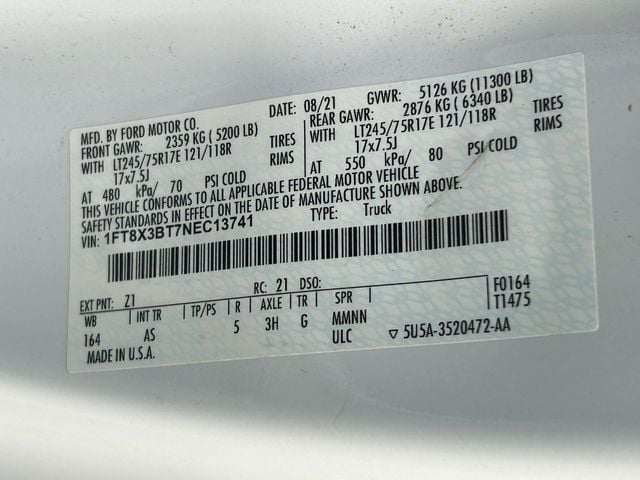 MFD. BY FORD MOTOR CO.
DATE: 08/21 GVWR: 5126 KG (11300 LB)
FRONT GAWR: 2359 KG ( 5200 LB) REAR GAWR: 2876 KG ( 6340 LB)
WITH LT245/75R17E 121/118R TIRES WITH LT245/75R17E 121/118R TIRES
17x7.5J RIMS 17x7.5J RIMS
AT 480 kPa/ 70 PSI COLD AT 550 kPa/ 80 PSI COLD
THIS VEHICLE CONFORMS TO ALL APPLICABLE FEDERAL MOTOR VEHICLE
SAFETY STANDARDS IN EFFECT ON THE DATE OF MANUFACTURE SHOWN ABOVE.
VIN: 1FT8X3BT7NEC13741 TYPE: Truck
EXT PNT: Z1 RC: 21 DSO: F0164
WB INT TR TP/PS R AXLE TR SPR T1475
164 AS 5 3H G MMNN
MADE IN U.S.A. ULC ▽ 5U5A-3520472-AA